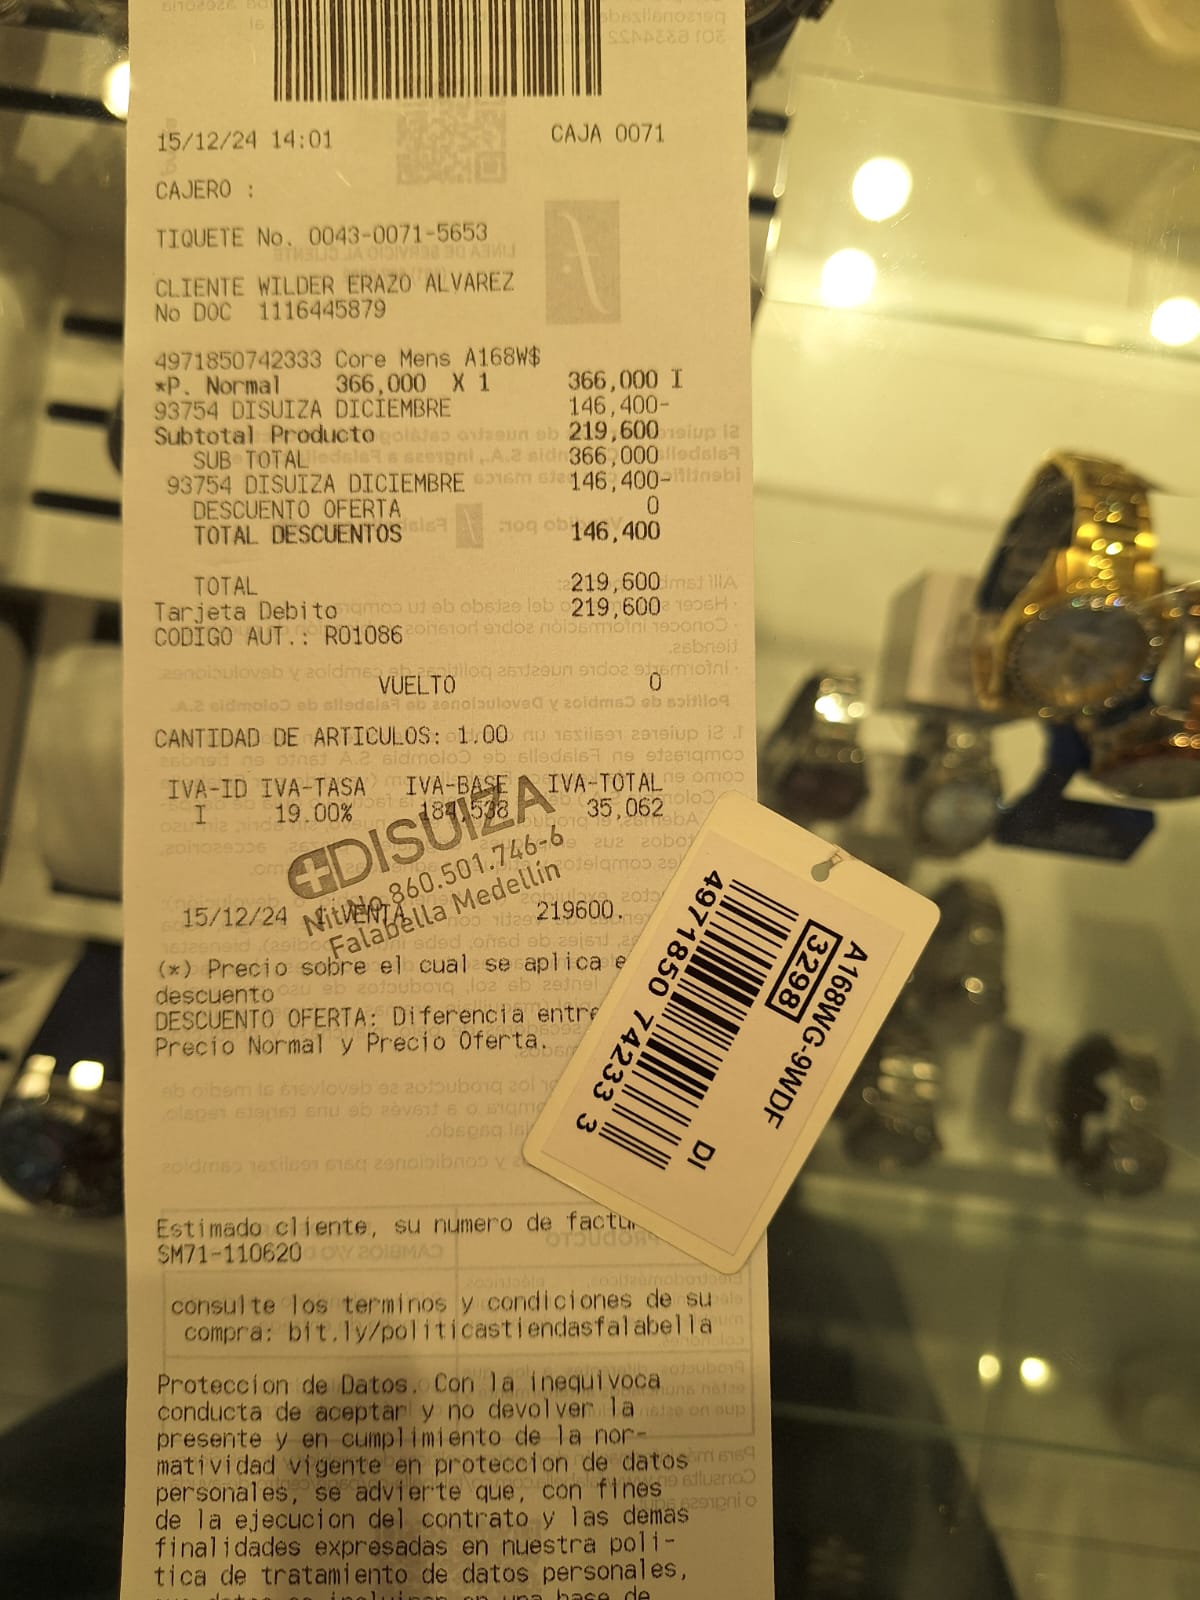 15/12/24 14:01 CAJA 0071
CAJERO :
TIQUETE No. 0043-0071-5653
CLIENTE WILDER ERAZO ALVAREZ
No DOC 1116445879
4971850742333 Core Mens A168W$
*P. Normal 366,000 X 1 366,000 I
93754 DISUIZA DICIEMBRE 146,400-
Subtotal Producto 219,600
SUB TOTAL 366,000
93754 DISUIZA DICIEMBRE 146,400-
DESCUENTO OFERTA 0
TOTAL DESCUENTOS 146,400
TOTAL 219,600
Tarjeta Debito 219,600
CODIGO AUT.: R01086
VUELTO 0
CANTIDAD DE ARTICULOS: 1.00
IVA-ID IVA-TASA IVA-BASE IVA-TOTAL
I 19.00% 184,538 35,062
DISUIZA
Nit. No. 860.501.746-6
Falabella Medellín
15/12/24 VENTA 219600.
(*) Precio sobre el cual se aplica e
descuento
DESCUENTO OFERTA: Diferencia entre
Precio Normal y Precio Oferta.
A168WG-9WDF
3298
4971850 74233 3
DI
Estimado cliente, su numero de factur
SM71-110620
consulte los terminos y condiciones de su
compra: bit.ly/politicastiendasfalabella
Proteccion de Datos. Con la inequivoca
conducta de aceptar y no devolver la
presente y en cumplimiento de la nor-
matividad vigente en proteccion de datos
personales, se advierte que, con fines
de la ejecucion del contrato y las demas
finalidades expresadas en nuestra poli-
tica de tratamiento de datos personales,